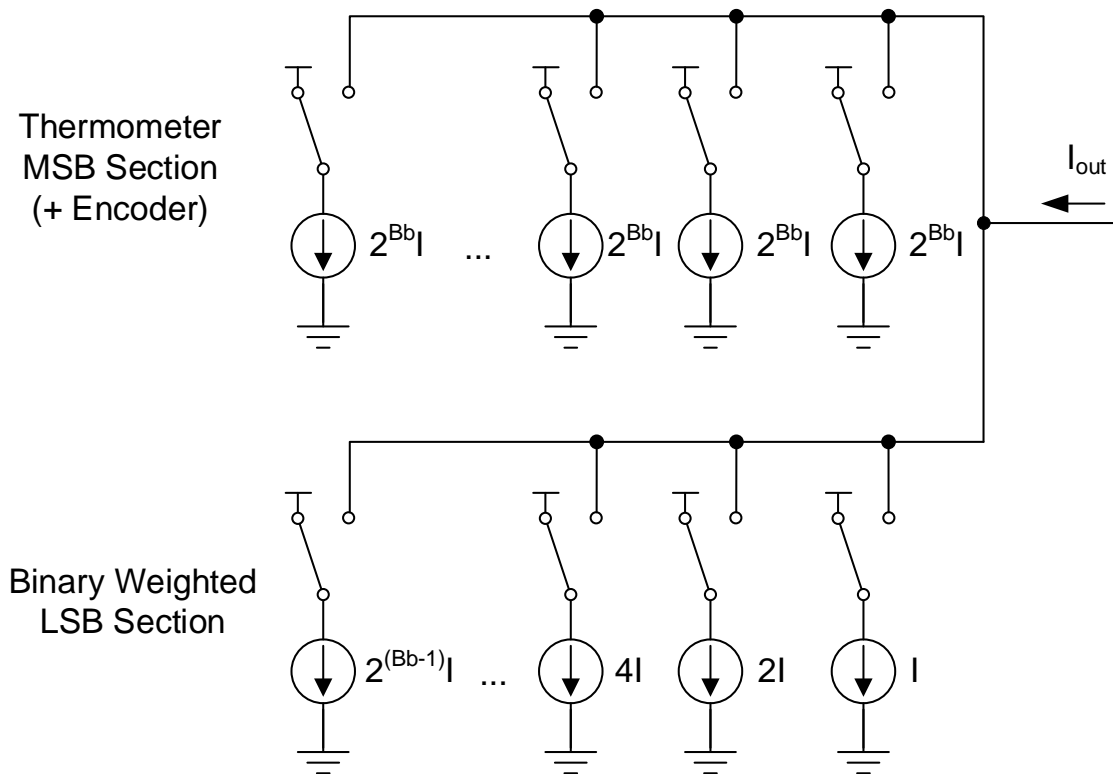 Thermometer
MSB Section
(+ Encoder)
I_out
2^Bb I ... 2^Bb I 2^Bb I 2^Bb I
Binary Weighted
LSB Section
2^(Bb-1) I ... 4I 2I I